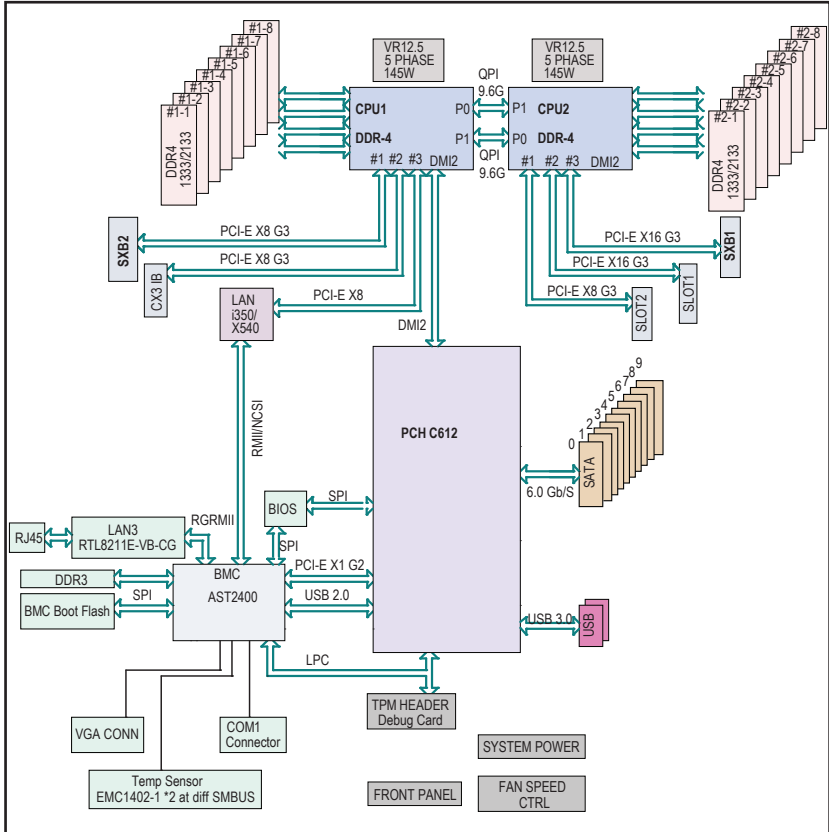 #1-8
#1-7
#1-6
#1-5
#1-4
#1-3
#1-2
#1-1
DDR4
1333/2133
VR12.5
5 PHASE
145W
QPI
9.6G
VR12.5
5 PHASE
145W
#2-8
#2-7
#2-6
#2-5
#2-4
#2-3
#2-2
#2-1
DDR4
1333/2133
CPU1
P0
P1
CPU2
DDR-4
P1
P0
DDR-4
#1 #2 #3 DMI2
QPI
9.6G
#1 #2 #3 DMI2
SXB2
PCI-E X8 G3
PCI-E X16 G3
SXB1
CX3 IB
PCI-E X8 G3
PCI-E X16 G3
SLOT1
LAN
i350/
X540
PCI-E X8
PCI-E X8 G3
SLOT2
DMI2
PCH C612
RMII/NCSI
0
1
2
3
4
5
6
7
8
9
SATA
6.0 Gb/S
BIOS
SPI
SPI
RJ45
LAN3
RTL8211E-VB-CG
RGRMII
DDR3
SPI
BMC Boot Flash
BMC
AST2400
PCI-E X1 G2
USB 2.0
USB 3.0
USB
LPC
TPM HEADER
Debug Card
VGA CONN
COM1
Connector
SYSTEM POWER
Temp Sensor
EMC1402-1 *2 at diff SMBUS
FRONT PANEL
FAN SPEED
CTRL